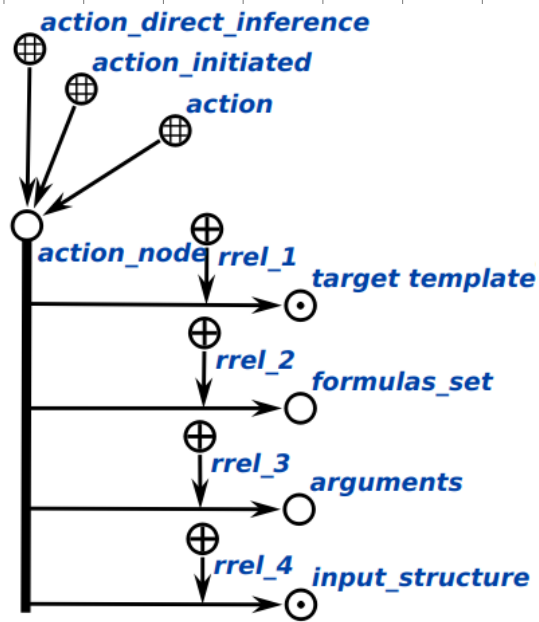 action_direct_inference
action_initiated
action
action_node
rrel_1
target template
rrel_2
formulas_set
rrel_3
arguments
rrel_4
input_structure